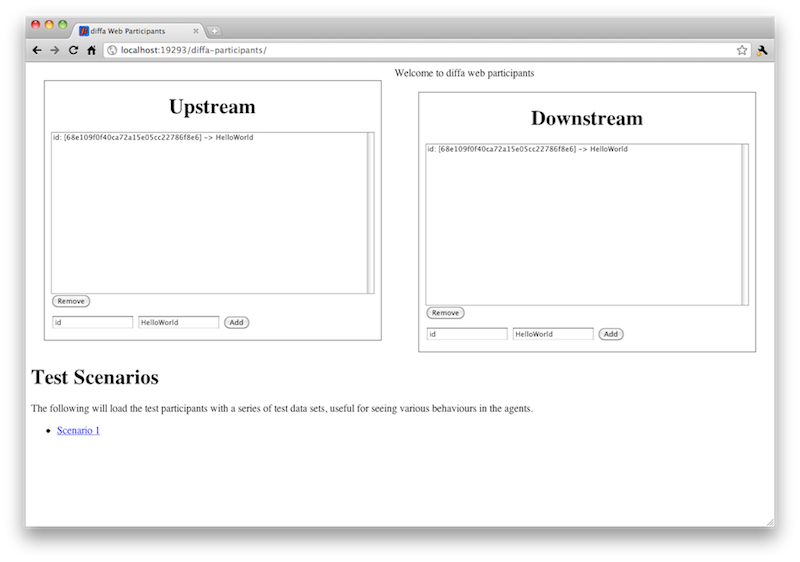 diffa Web Participants
localhost:19293/diffa-participants/
Welcome to diffa web participants
Upstream
id: [68e109f0f40ca72a15e05cc22786f8e6] -> HelloWorld
Remove
id HelloWorld Add
Downstream
id: [68e109f0f40ca72a15e05cc22786f8e6] -> HelloWorld
Remove
id HelloWorld Add
Test Scenarios
The following will load the test participants with a series of test data sets, useful for seeing various behaviours in the agents.
• Scenario 1